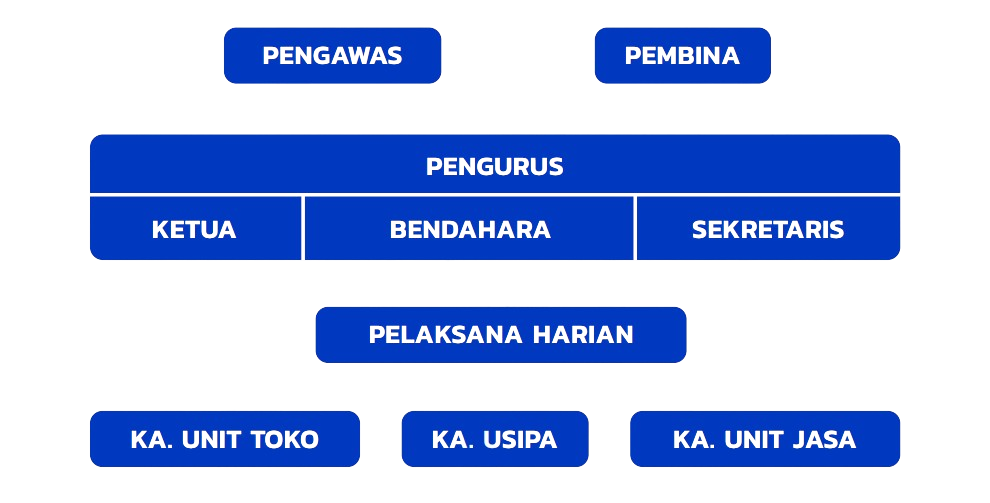 PENGAWAS
PEMBINA
PENGURUS
KETUA
BENDAHARA
SEKRETARIS
PELAKSANA HARIAN
KA. UNIT TOKO
KA. USIPA
KA. UNIT JASA